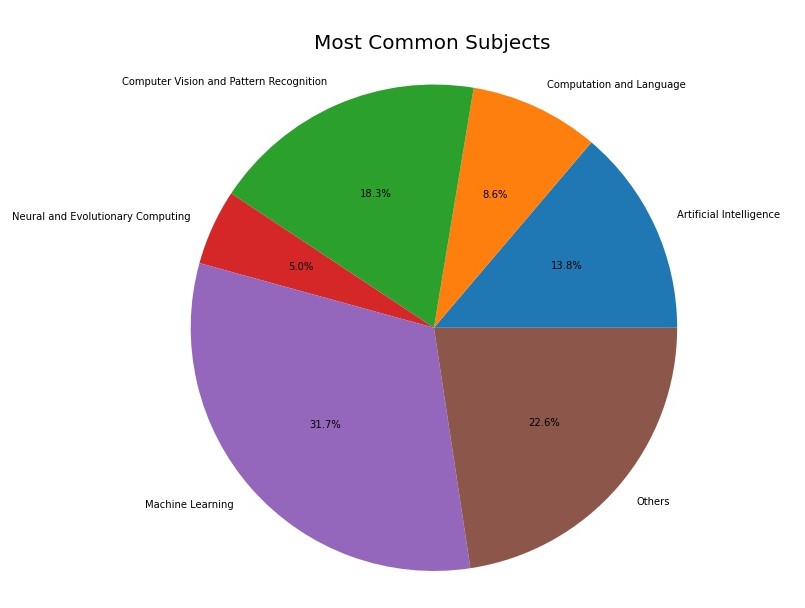 Most Common Subjects
Computer Vision and Pattern Recognition
Computation and Language
18.3%
8.6%
Neural and Evolutionary Computing
Artificial Intelligence
5.0%
13.8%
31.7%
22.6%
Machine Learning
Others